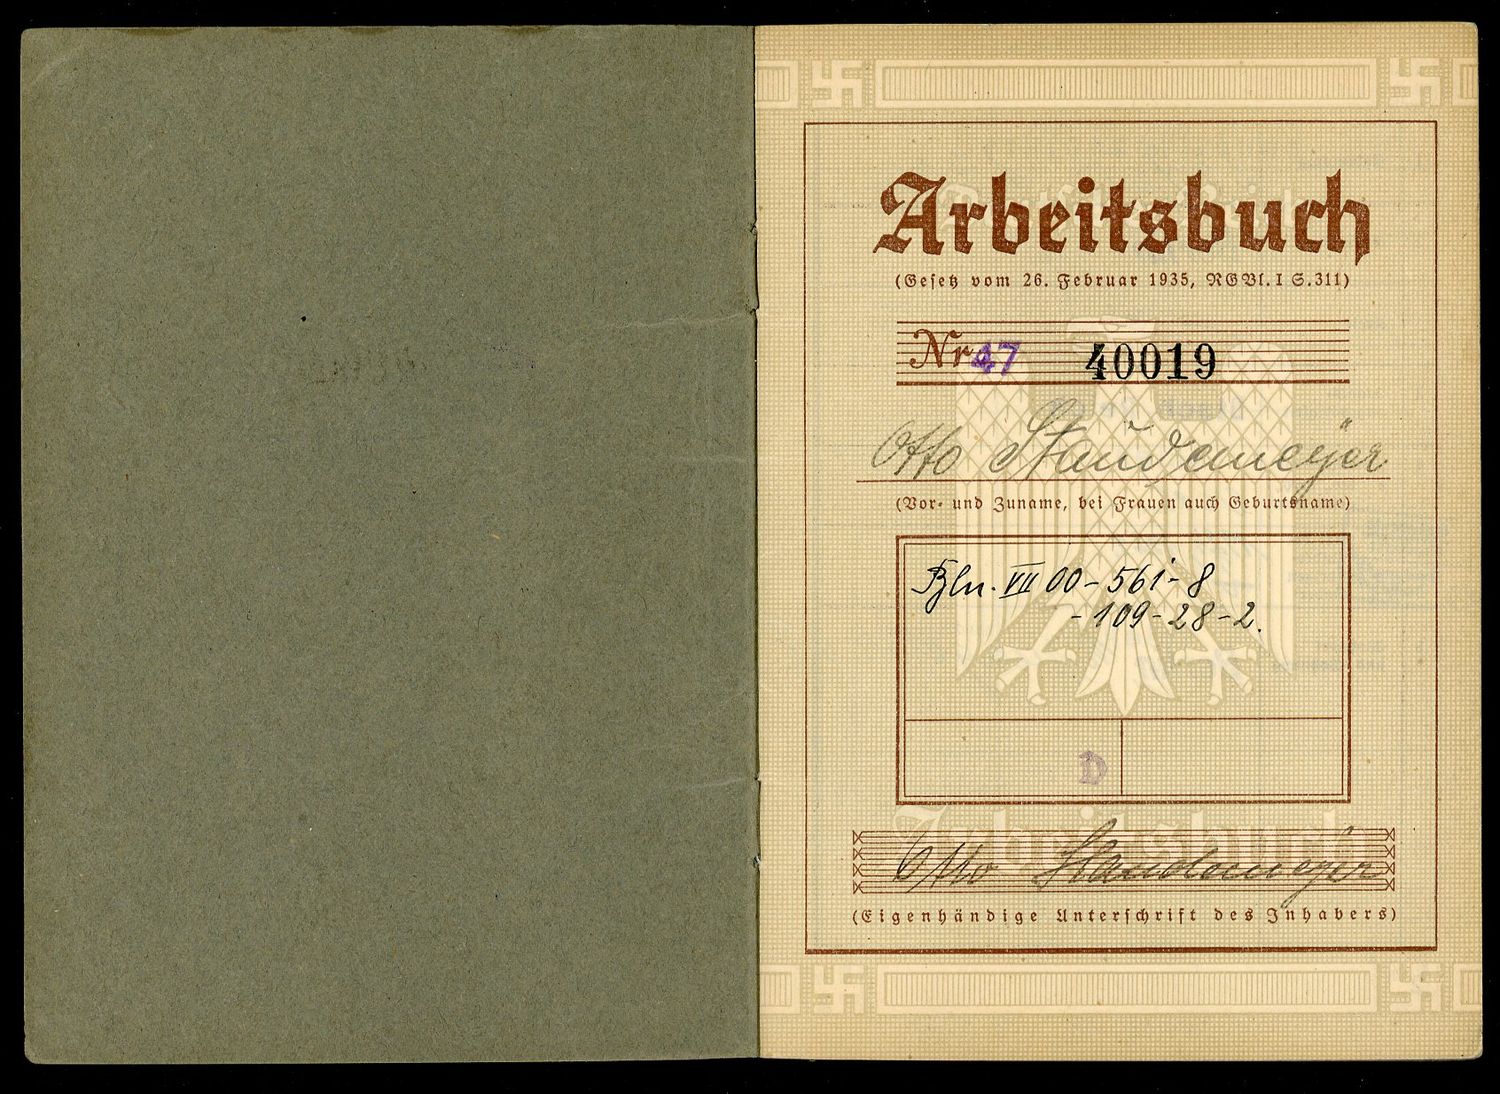 Arbeitsbuch
(Gesetz vom 26. Februar 1935, RGBl. I S. 311)
Nr 47 40019
Otto Staudemeyer
(Vor- und Zuname, bei Frauen auch Geburtsname)
Bln. VII 00-561-8
-109-28-2.
D
Otto Staudemeyer
(Eigenhändige Unterschrift des Inhabers)